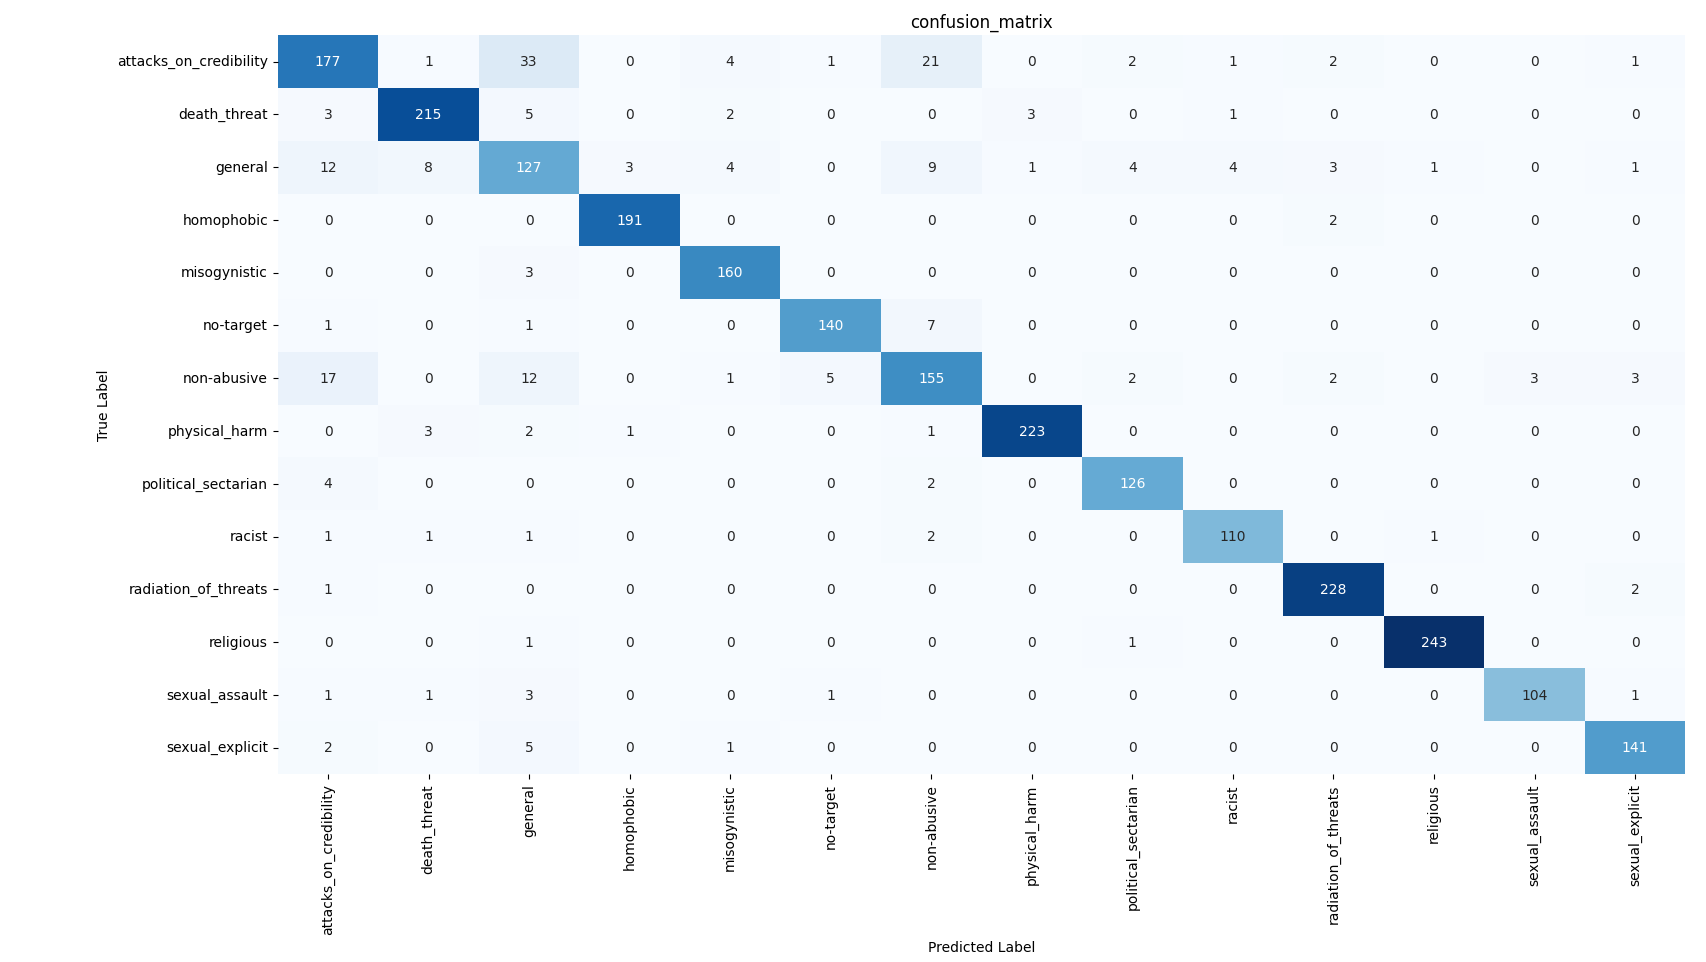 confusion_matrix
attacks_on_credibility 177 1 33 0 4 1 21 0 2 1 2 0 0 1
death_threat 3 215 5 0 2 0 0 3 0 1 0 0 0 0
general 12 8 127 3 4 0 9 1 4 4 3 1 0 1
homophobic 0 0 0 191 0 0 0 0 0 0 2 0 0 0
misogynistic 0 0 3 0 160 0 0 0 0 0 0 0 0 0
no-target 1 0 1 0 0 140 7 0 0 0 0 0 0 0
non-abusive 17 0 12 0 1 5 155 0 2 0 2 0 3 3
physical_harm 0 3 2 1 0 0 1 223 0 0 0 0 0 0
political_sectarian 4 0 0 0 0 0 2 0 126 0 0 0 0 0
racist 1 1 1 0 0 0 2 0 0 110 0 1 0 0
radiation_of_threats 1 0 0 0 0 0 0 0 0 0 228 0 0 2
religious 0 0 1 0 0 0 0 0 1 0 0 243 0 0
sexual_assault 1 1 3 0 0 1 0 0 0 0 0 0 104 1
sexual_explicit 2 0 5 0 1 0 0 0 0 0 0 0 0 141
True Label
attacks_on_credibility
death_threat
general
homophobic
misogynistic
no-target
non-abusive
physical_harm
political_sectarian
racist
radiation_of_threats
religious
sexual_assault
sexual_explicit
Predicted Label